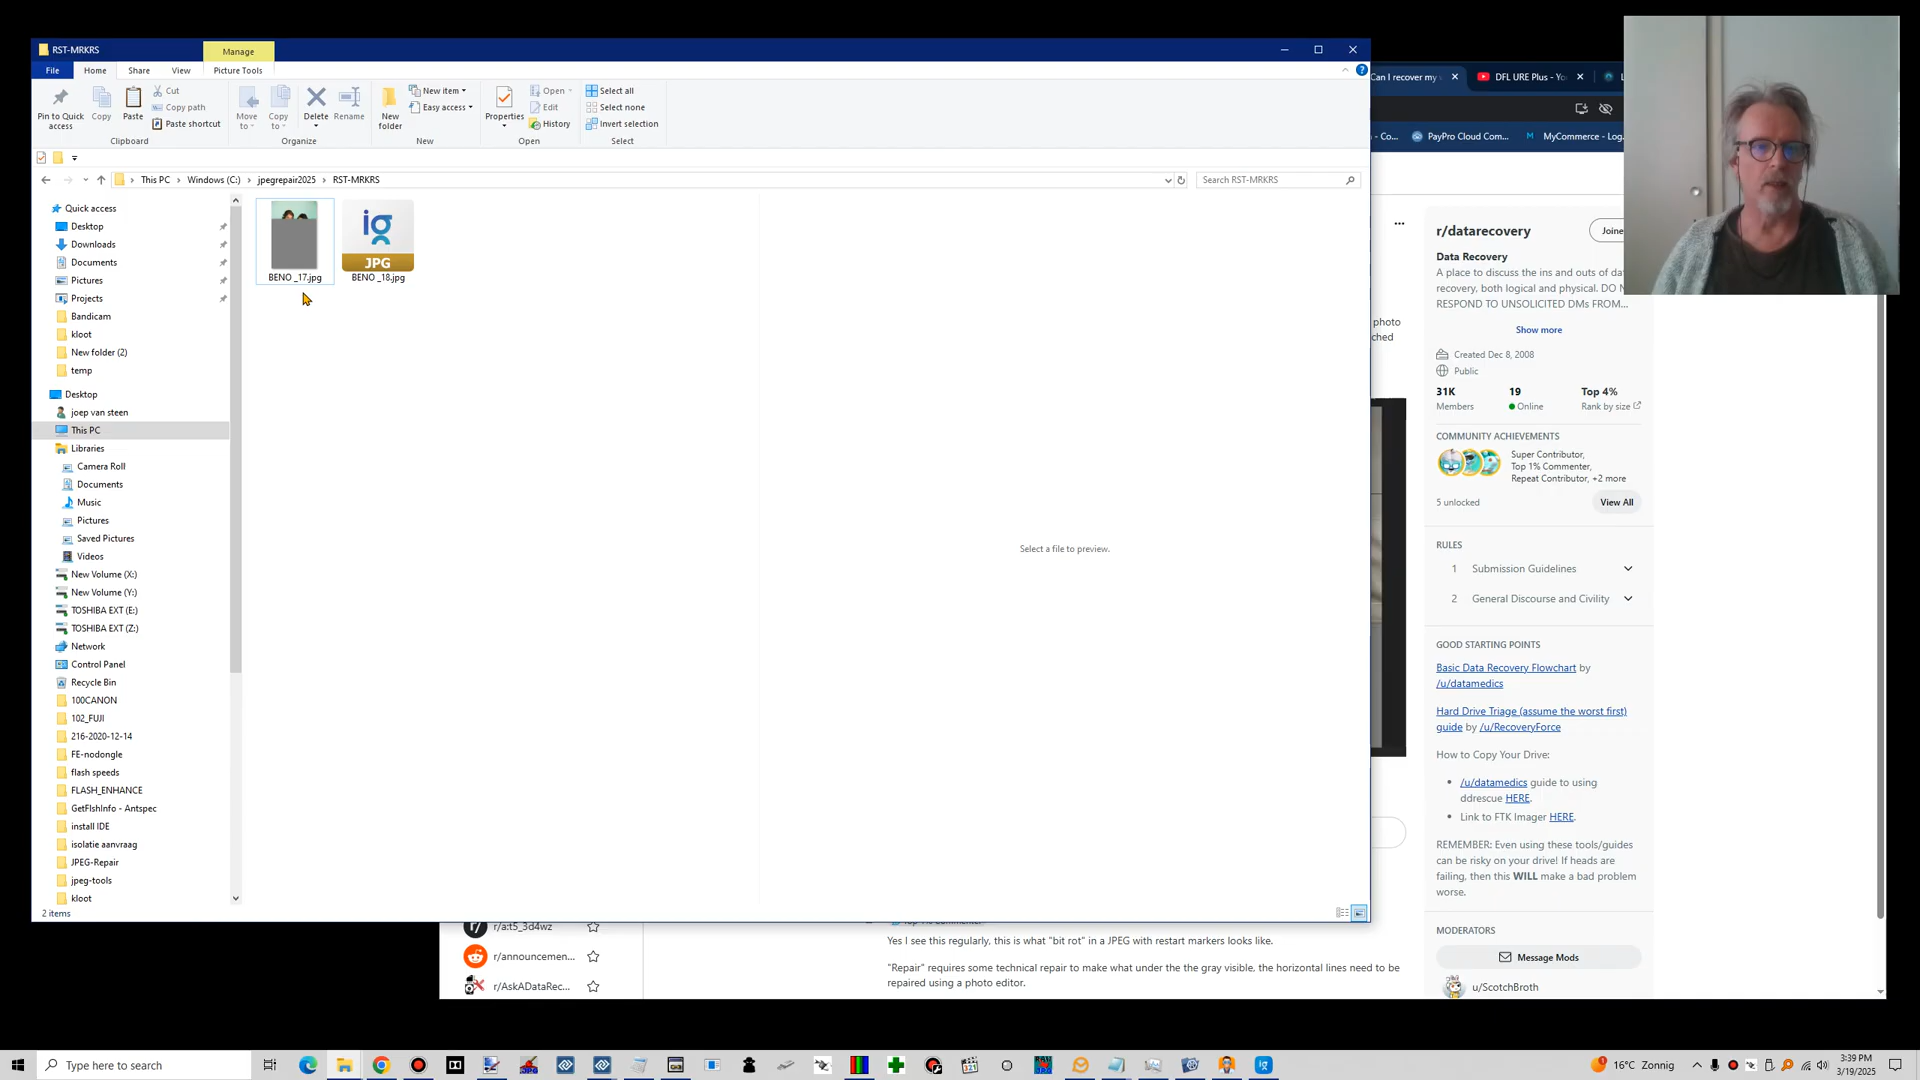 RST-MRKRS
Manage
File
Home
Share
View
Picture Tools
Pin to Quick access
Copy
Paste
Cut
Copy path
Paste shortcut
Move to
Copy to
Delete
Rename
New folder
New item
Easy access
Properties
Open
Edit
History
Select all
Select none
Invert selection
Clipboard
Organize
New
Open
Select
This PC > Windows (C:) > jpegrepair2025 > RST-MRKRS
Search RST-MRKRS
Quick access
Desktop
Downloads
Documents
Pictures
Projects
Bandicam
kloot
New folder (2)
temp
Desktop
joep van steen
This PC
Libraries
Camera Roll
Documents
Music
Pictures
Saved Pictures
Videos
New Volume (X:)
New Volume (Y:)
TOSHIBA EXT (E:)
TOSHIBA EXT (Z:)
Network
Control Panel
Recycle Bin
100CANON
102_FUJI
216-2020-12-14
FE-nodongle
flash speeds
FLASH_ENHANCE
GetFlshInfo - Antspec
install IDE
isolatie aanvraag
JPEG-Repair
jpeg-tools
kloot
2 items
ig
JPG
BENO _17.jpg
BENO _18.jpg
Select a file to preview.
Can I recover my
DFL URE Plus - Yo
- Co...
PayPro Cloud Com...
MyCommerce - Log
photo
ched
r/datarecovery
Joine
Data Recovery
A place to discuss the ins and outs of da
recovery, both logical and physical. DO N
RESPOND TO UNSOLICITED DMs FROM...
Show more
Created Dec 8, 2008
Public
31K
Members
19
Online
Top 4%
Rank by size
COMMUNITY ACHIEVEMENTS
Super Contributor,
Top 1% Commenter,
Repeat Contributor, +2 more
5 unlocked
View All
RULES
1 Submission Guidelines
2 General Discourse and Civility
GOOD STARTING POINTS
Basic Data Recovery Flowchart by
/u/datamedics
Hard Drive Triage (assume the worst first)
guide by /u/RecoveryForce
How to Copy Your Drive:
/u/datamedics guide to using
ddrescue HERE.
Link to FTK Imager HERE.
REMEMBER: Even using these tools/guides
can be risky on your drive! If heads are
failing, then this WILL make a bad problem
worse.
MODERATORS
Message Mods
u/ScotchBroth
r/a:t5_3d4wz
r/announcemen...
r/AskADataRec...
Yes I see this regularly, this is what "bit rot" in a JPEG with restart markers looks like.
"Repair" requires some technical repair to make what under the the gray visible, the horizontal lines need to be
repaired using a photo editor.
Type here to search
16°C Zonnig
3:39 PM
3/19/2025